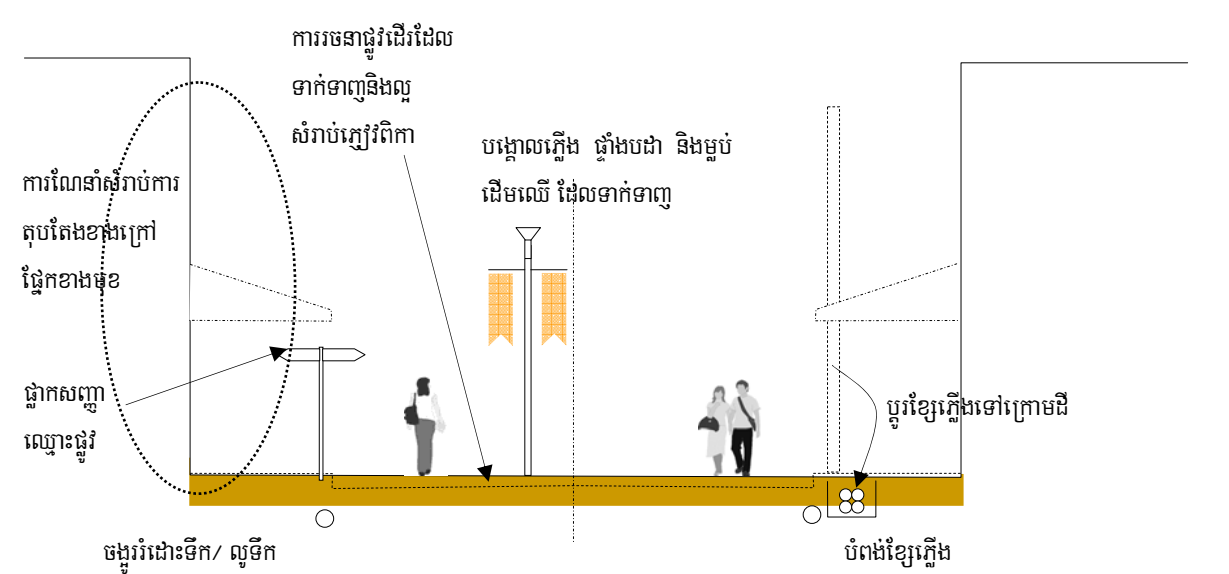 ការរចនាផ្លូវដើរដែល
ទាក់ទាញនិងល្អ
សំរាប់ភ្ញៀវពិការ
បង្គោលភ្លើង ផ្ទាំងបដា និងម្លប់
ដើមឈើ ដែលទាក់ទាញ
ការណែនាំសំរាប់ការ
តុបតែងខាងក្រៅ
ផ្នែកខាងមុខ
ផ្លាកសញ្ញា
ឈ្មោះផ្លូវ
ប្តូរខ្សែភ្លើងទៅក្រោមដី
ចង្អូររំដោះទឹក/ លូទឹក
បំពង់ខ្សែភ្លើង